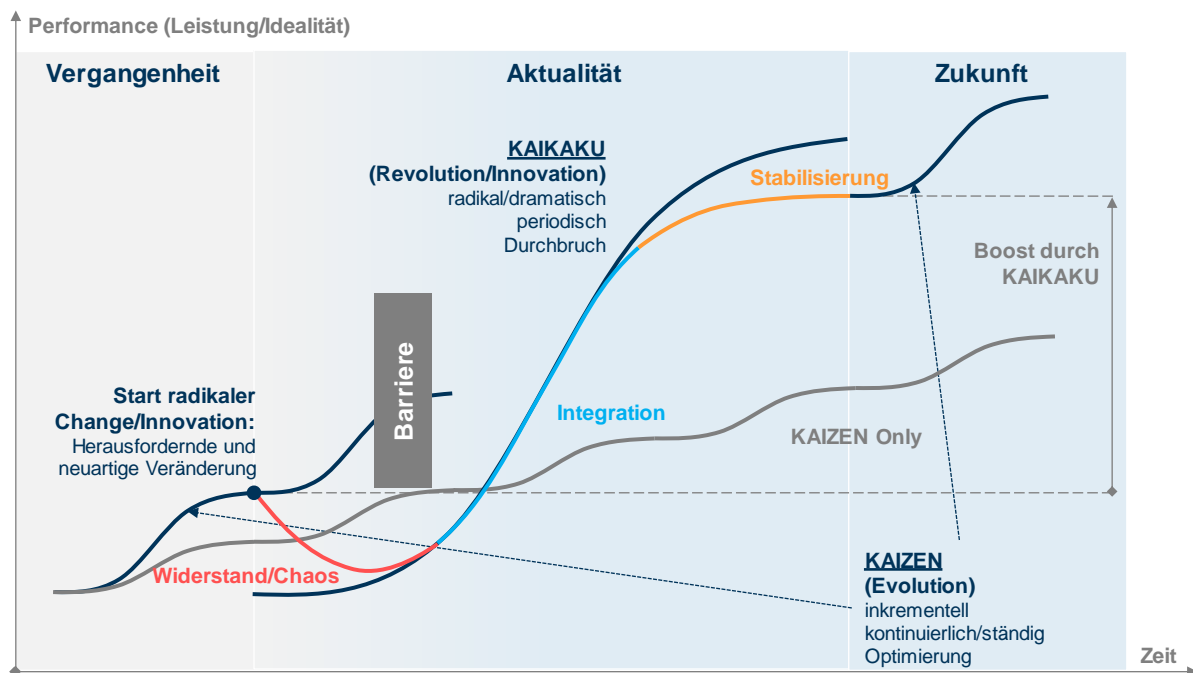 Performance (Leistung/Idealität)
Vergangenheit
Aktualität
Zukunft
KAIKAKU
(Revolution/Innovation)
radikal/dramatisch
periodisch
Durchbruch
Stabilisierung
Boost durch
KAIKAKU
Barriere
Start radikaler
Change/Innovation:
Herausfordernde und
neuartige Veränderung
Integration
KAIZEN Only
Widerstand/Chaos
KAIZEN
(Evolution)
inkrementell
kontinuierlich/ständig
Optimierung
Zeit